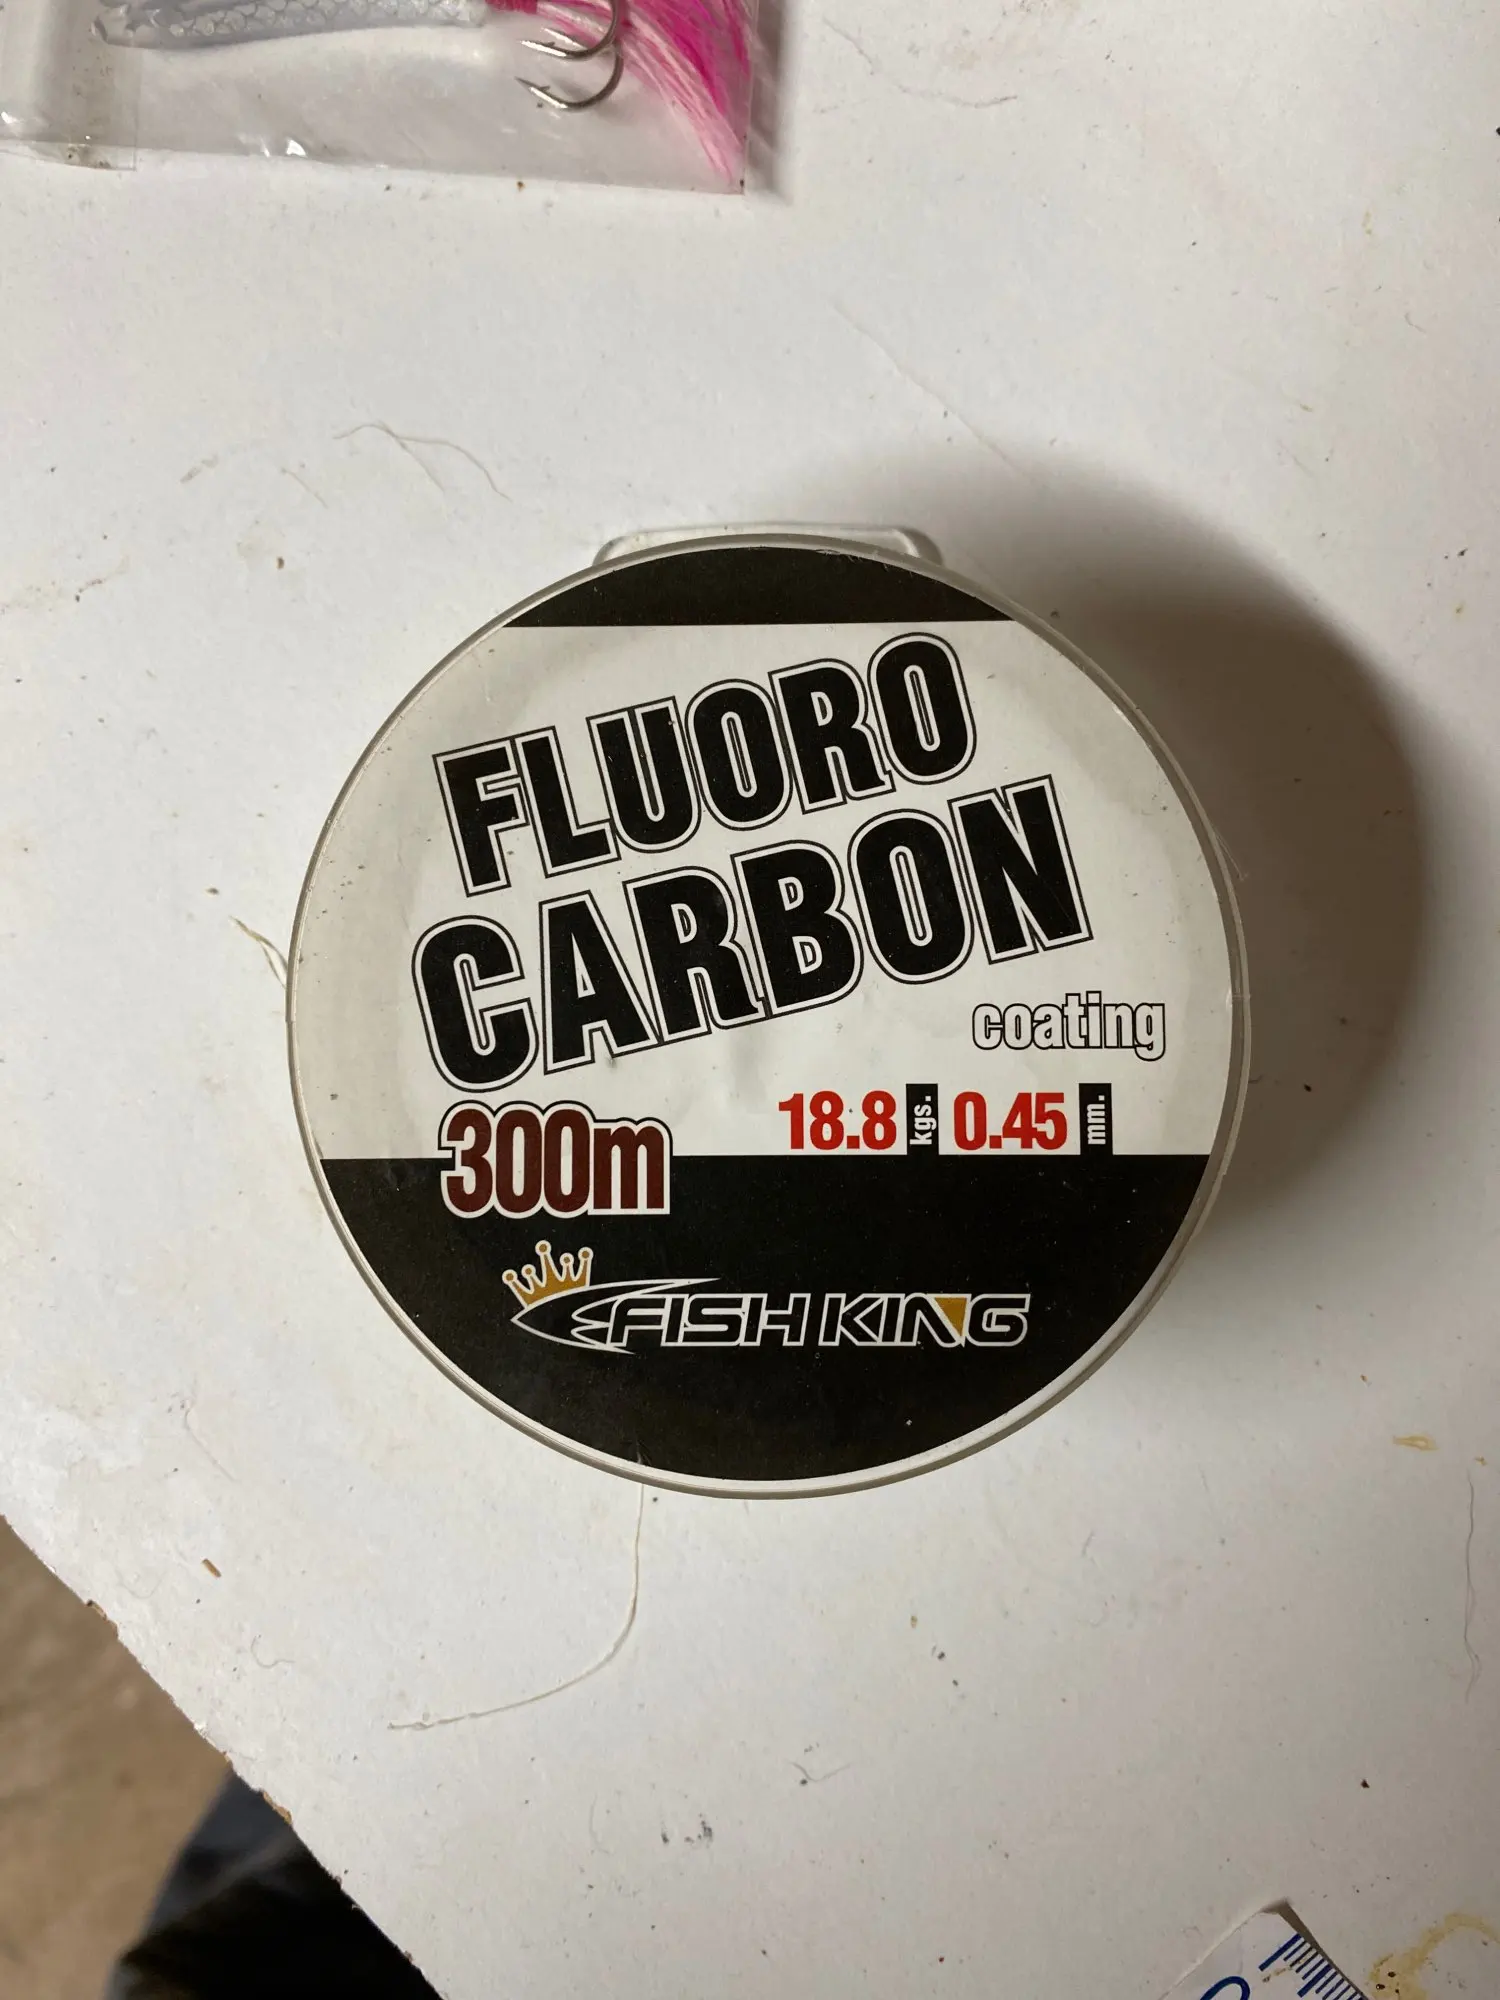 FLUORO
CARBON
coating
300m 18.8 kgs. 0.45 mm.
FISH KING